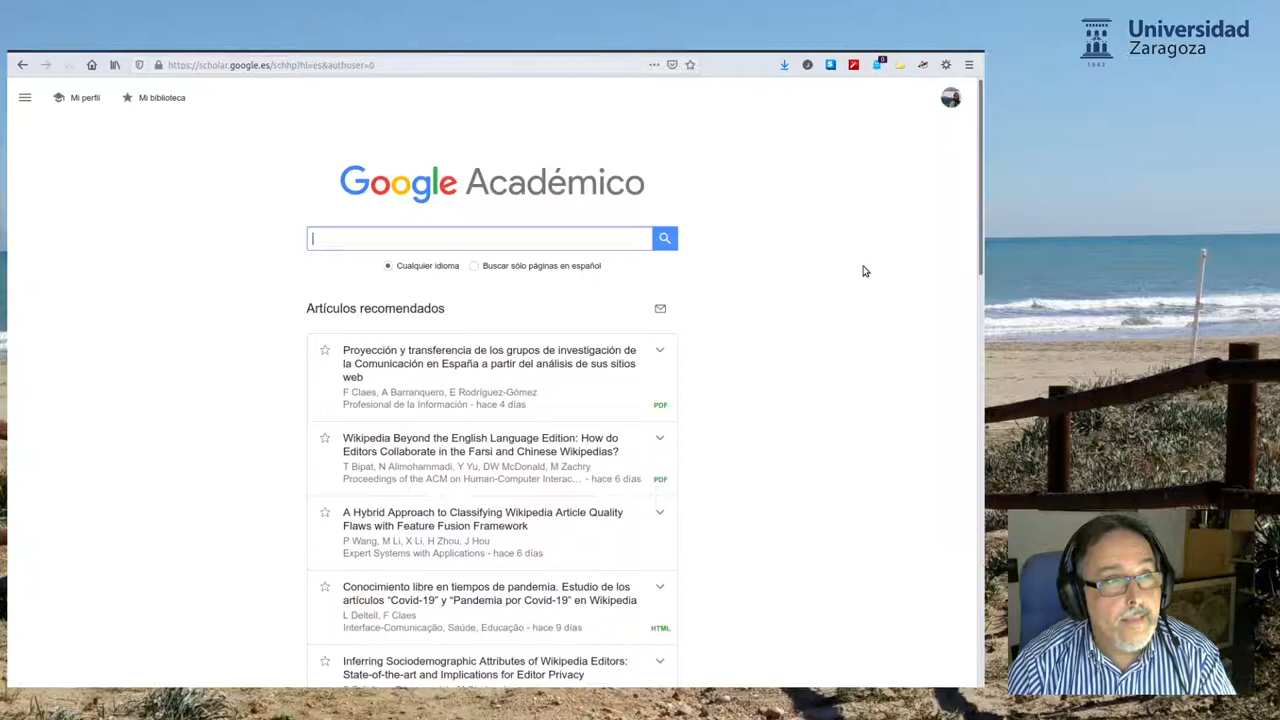 Universidad
Zaragoza
1542
https://scholar.google.es/schhp?hl=es&authuser=0
Mi perfil
Mi biblioteca
Google Académico
Cualquier idioma
Buscar sólo páginas en español
Artículos recomendados
Proyección y transferencia de los grupos de investigación de
la Comunicación en España a partir del análisis de sus sitios
web
F Claes, A Barranquero, E Rodríguez-Gómez
Profesional de la Información - hace 4 días
PDF
Wikipedia Beyond the English Language Edition: How do
Editors Collaborate in the Farsi and Chinese Wikipedias?
T Bipat, N Alimohammadi, Y Yu, DW McDonald, M Zachry
Proceedings of the ACM on Human-Computer Interac... - hace 6 días
PDF
A Hybrid Approach to Classifying Wikipedia Article Quality
Flaws with Feature Fusion Framework
P Wang, M Li, X Li, H Zhou, J Hou
Expert Systems with Applications - hace 6 días
Conocimiento libre en tiempos de pandemia. Estudio de los
artículos “Covid-19” y “Pandemia por Covid-19” en Wikipedia
L Deltell, F Claes
Interface-Comunicação, Saúde, Educação - hace 9 días
HTML
Inferring Sociodemographic Attributes of Wikipedia Editors:
State-of-the-art and Implications for Editor Privacy